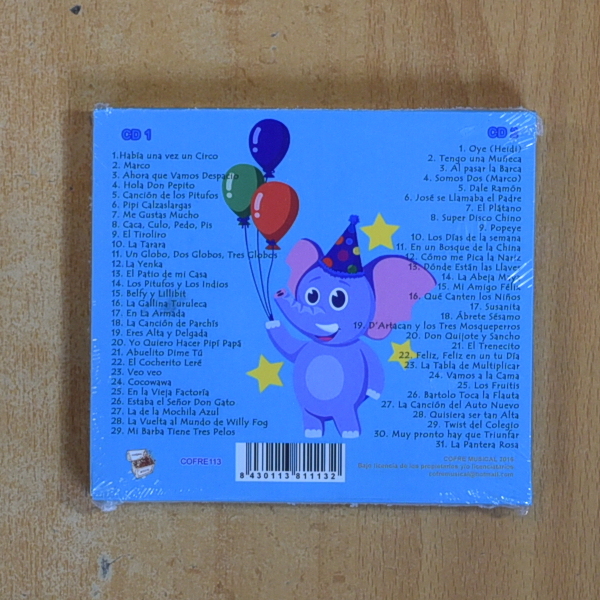 CD 1
1.Había una vez un Circo
2. Marco
3. Ahora que Vamos Despacio
4. Hola Don Pepito
5. Canción de los Pitufos
6. Pipi Calzaslargas
7. Me Gustas Mucho
8. Caca, Culo, Pedo, Pis
9. El Tiroliro
10. La Tarara
11. Un Globo, Dos Globos, Tres Globos
12. La Yenka
13. El Patio de mi Casa
14. Los Pitufos y Los Indios
15. Belfy y Lillibit
16. La Gallina Turuleca
17. En La Armada
18. La Canción de Parchís
19. Eres Alta y Delgada
20. Yo Quiero Hacer Pipí Papá
21. Abuelito Dime Tú
22. El Cocherito Leré
23. Veo veo
24. Cocowawa
25. En la Vieja Factoría
26. Estaba el Señor Don Gato
27. La de la Mochila Azul
28. La Vuelta al Mundo de Willy Fog
29. Mi Barba Tiene Tres Pelos
CD
1. Oye (Heidi)
2. Tengo una Muñeca
3. Al pasar la Barca
4. Somos Dos (Marco)
5. Dale Ramón
6. José se Llamaba el Padre
7. El Plátano
8. Super Disco Chino
9. Popeye
10. Los Días de la semana
11. En un Bosque de la China
12. Cómo me Pica la Nariz
13. Dónde Están las Llaves
14. La Abeja
15. Mi Amigo Félix
16. Qué Canten los Niños
17. Susanita
18. Ábrete Sésamo
19. D'Artacan y los Tres Mosqueperros
20. Don Quijote y Sancho
21. El Trenecito
22. Feliz, Feliz en un tu Día
23. La Tabla de Multiplicar
24. Vamos a la Cama
25. Los Fruitis
26. Bartolo Toca la Flauta
27. La Canción del Auto Nuevo
28. Quisiera ser tan Alta
29. Twist del Colegio
30. Muy pronto hay que Triunfar
31. La Pantera Rosa
COFRE113
8 430113 811132
COFRE MUSICAL